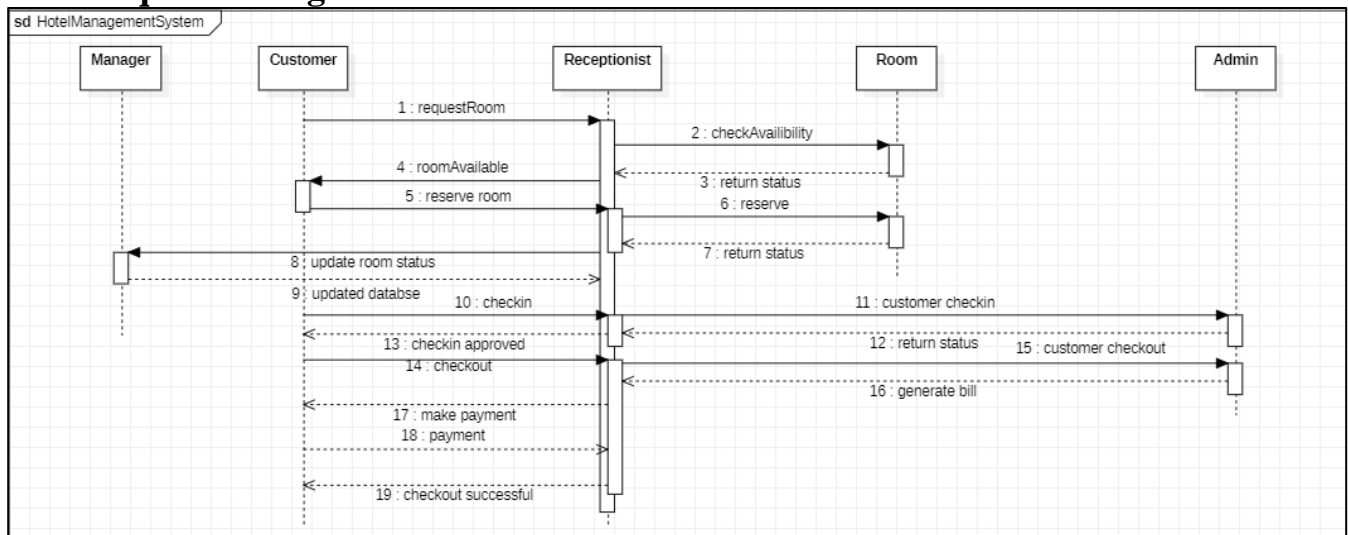 sd HotelManagementSystem
Manager
Customer
Receptionist
Room
Admin
1 : requestRoom
2 : checkAvailibility
3 : return status
4 : roomAvailable
5 : reserve room
6 : reserve
7 : return status
8 : update room status
9 : updated databse
10 : checkin
11 : customer checkin
12 : return status
13 : checkin approved
14 : checkout
15 : customer checkout
16 : generate bill
17 : make payment
18 : payment
19 : checkout successful